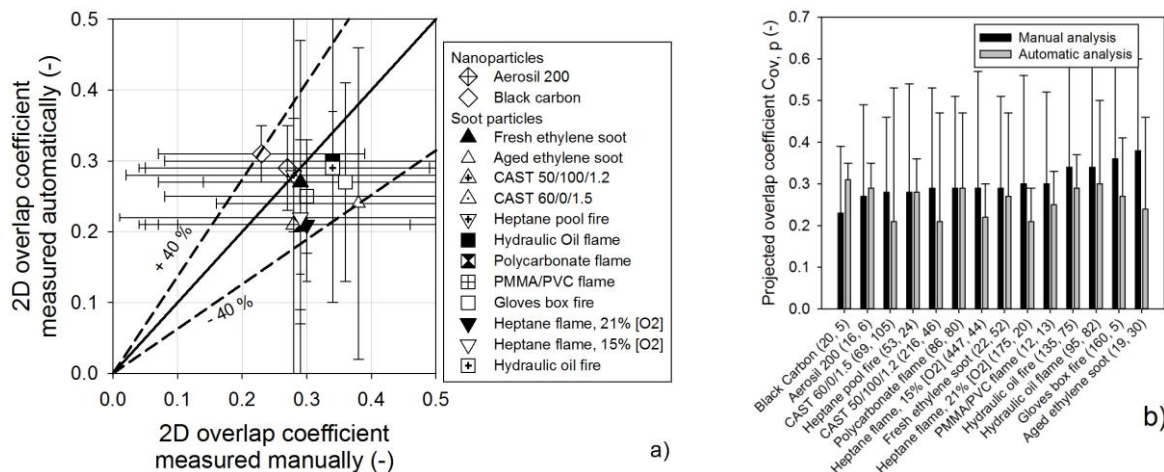 0.5
0.4
0.3
0.2
0.1
0.0
2D overlap coefficient
measured automatically (-)
+ 40 %
- 40 %
0.0 0.1 0.2 0.3 0.4 0.5
2D overlap coefficient
measured manually (-)
Nanoparticles
Aerosil 200
Black carbon
Soot particles
Fresh ethylene soot
Aged ethylene soot
CAST 50/100/1.2
CAST 60/0/1.5
Heptane pool fire
Hydraulic Oil flame
Polycarbonate flame
PMMA/PVC flame
Gloves box fire
Heptane flame, 21% [O2]
Heptane flame, 15% [O2]
Hydraulic oil fire
a)
0.7
0.6
0.5
0.4
0.3
0.2
0.1
0.0
Projected overlap coefficient Cov, p (-)
Manual analysis
Automatic analysis
Black Carbon (20, 5)
Aerosil 200 (16, 6)
CAST 60/0/1.5 (69, 105)
Heptane pool fire (53, 24)
CAST 50/100/1.2 (216, 46)
Polycarbonate flame (86, 80)
Heptane flame, 15% [O2] (447, 44)
Fresh ethylene soot (22, 52)
Heptane flame, 21% [O2] (175, 20)
PMMA/PVC flame (12, 13)
Hydraulic oil fire (135, 75)
Hydraulic oil flame (95, 82)
Gloves box fire (160, 5)
Aged ethylene soot (19, 30)
b)